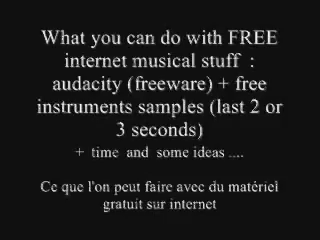 What you can do with FREE
internet musical stuff  :
audacity (freeware) + free
instruments samples (last 2 or
3 seconds)
+  time  and  some ideas ....
Ce que l'on peut faire avec du matériel
gratuit sur internet